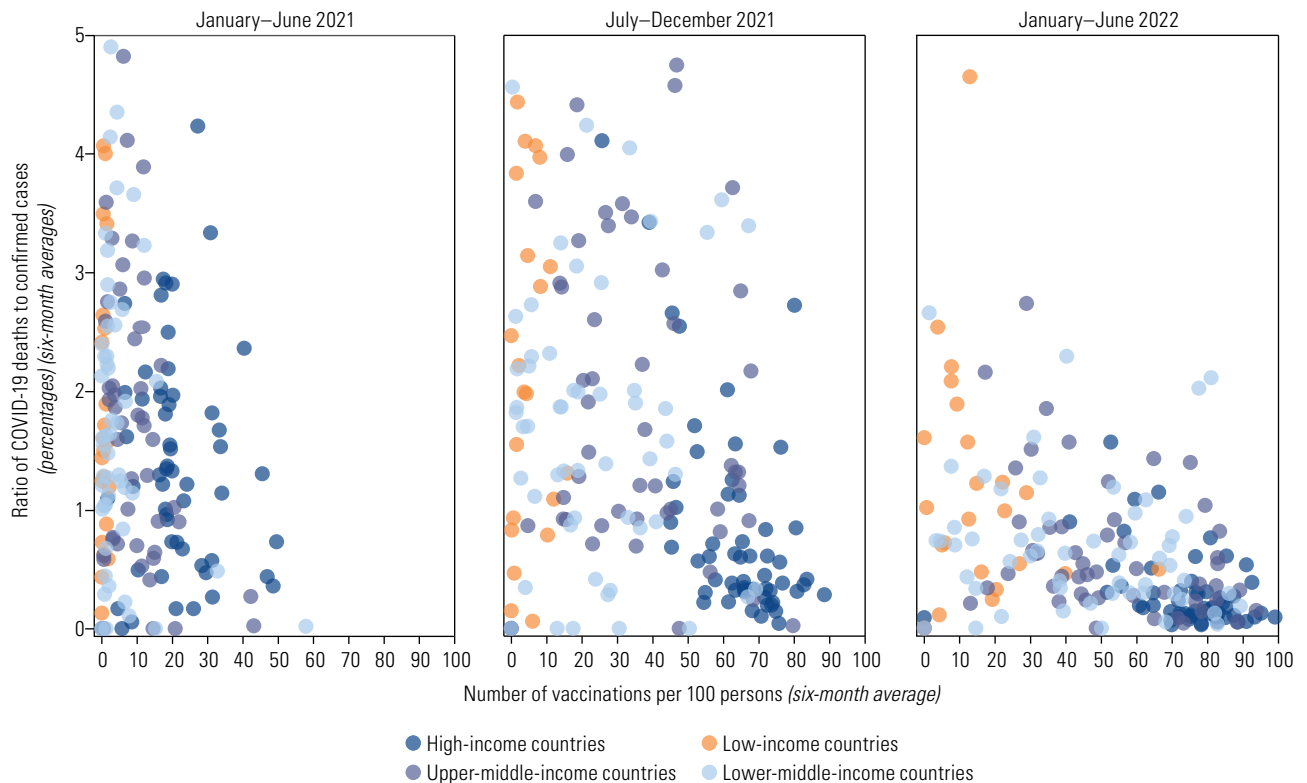 January–June 2021
July–December 2021
January–June 2022
Ratio of COVID-19 deaths to confirmed cases
(percentages) (six-month averages)
5
4
3
2
1
0
0 10 20 30 40 50 60 70 80 90 100
0 10 20 30 40 50 60 70 80 90 100
0 10 20 30 40 50 60 70 80 90 100
Number of vaccinations per 100 persons (six-month average)
High-income countries
Low-income countries
Upper-middle-income countries
Lower-middle-income countries